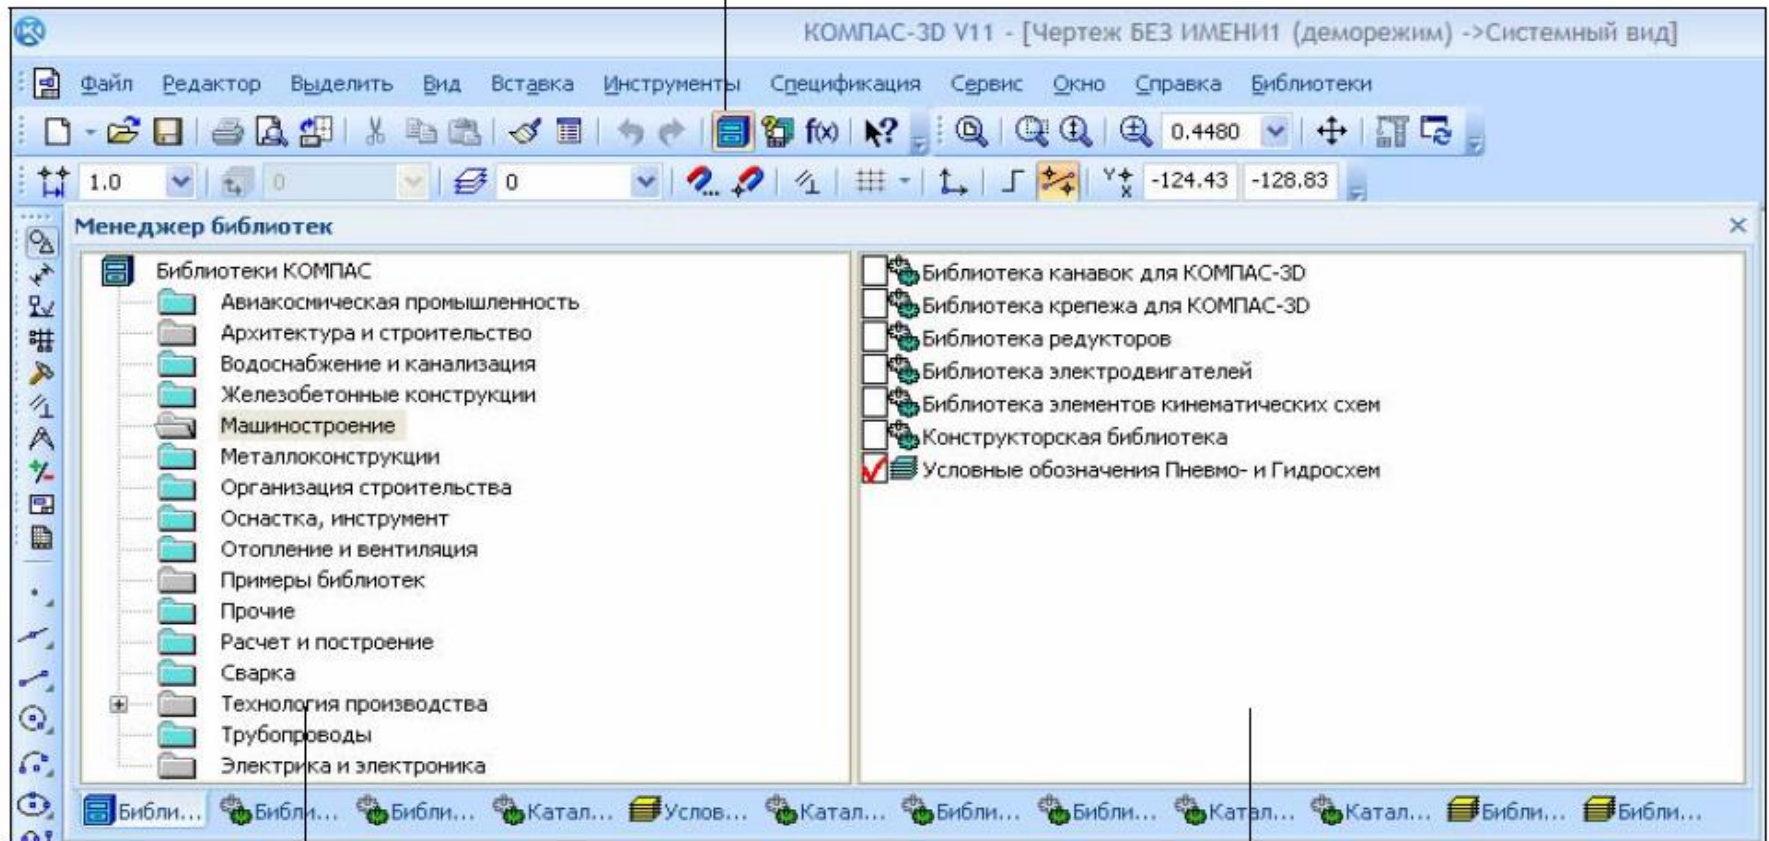 КОМПАС-3D V11 - [Чертеж БЕЗ ИМЕНИ1 (деморежим) ->Системный вид]
Файл Редактор Выделить Вид Вставка Инструменты Спецификация Сервис Окно Справка Библиотеки
f(x) 0.4480
1.0 0 0 Y X -124.43 -128.83
Менеджер библиотек
Библиотеки КОМПАС
Авиакосмическая промышленность
Архитектура и строительство
Водоснабжение и канализация
Железобетонные конструкции
Машиностроение
Металлоконструкции
Организация строительства
Оснастка, инструмент
Отопление и вентиляция
Примеры библиотек
Прочие
Расчет и построение
Сварка
Технология производства
Трубопроводы
Электрика и электроника
Библиотека канавок для КОМПАС-3D
Библиотека крепежа для КОМПАС-3D
Библиотека редукторов
Библиотека электродвигателей
Библиотека элементов кинематических схем
Конструкторская библиотека
Условные обозначения Пневмо- и Гидросхем
Библи... Библи... Библи... Катал... Услов... Катал... Библи... Библи... Катал... Катал... Библи... Библи...